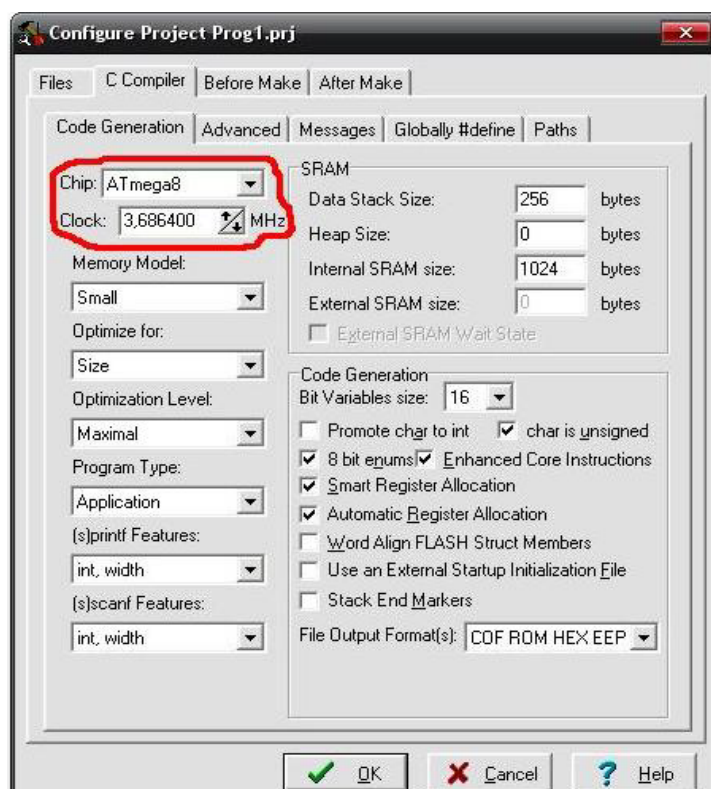 Configure Project Prog1.prj
Files C Compiler Before Make After Make
Code Generation Advanced Messages Globally #define Paths
Chip: ATmega8
Clock: 3,686400 MHz
Memory Model:
Small
Optimize for:
Size
Optimization Level:
Maximal
Program Type:
Application
(s)printf Features:
int, width
(s)scanf Features:
int, width
SRAM
Data Stack Size: 256 bytes
Heap Size: 0 bytes
Internal SRAM size: 1024 bytes
External SRAM size: 0 bytes
External SRAM Wait State
Code Generation
Bit Variables size: 16
Promote char to int char is unsigned
8 bit enums Enhanced Core Instructions
Smart Register Allocation
Automatic Register Allocation
Word Align FLASH Struct Members
Use an External Startup Initialization File
Stack End Markers
File Output Format(s): COF ROM HEX EEP
OK Cancel ? Help